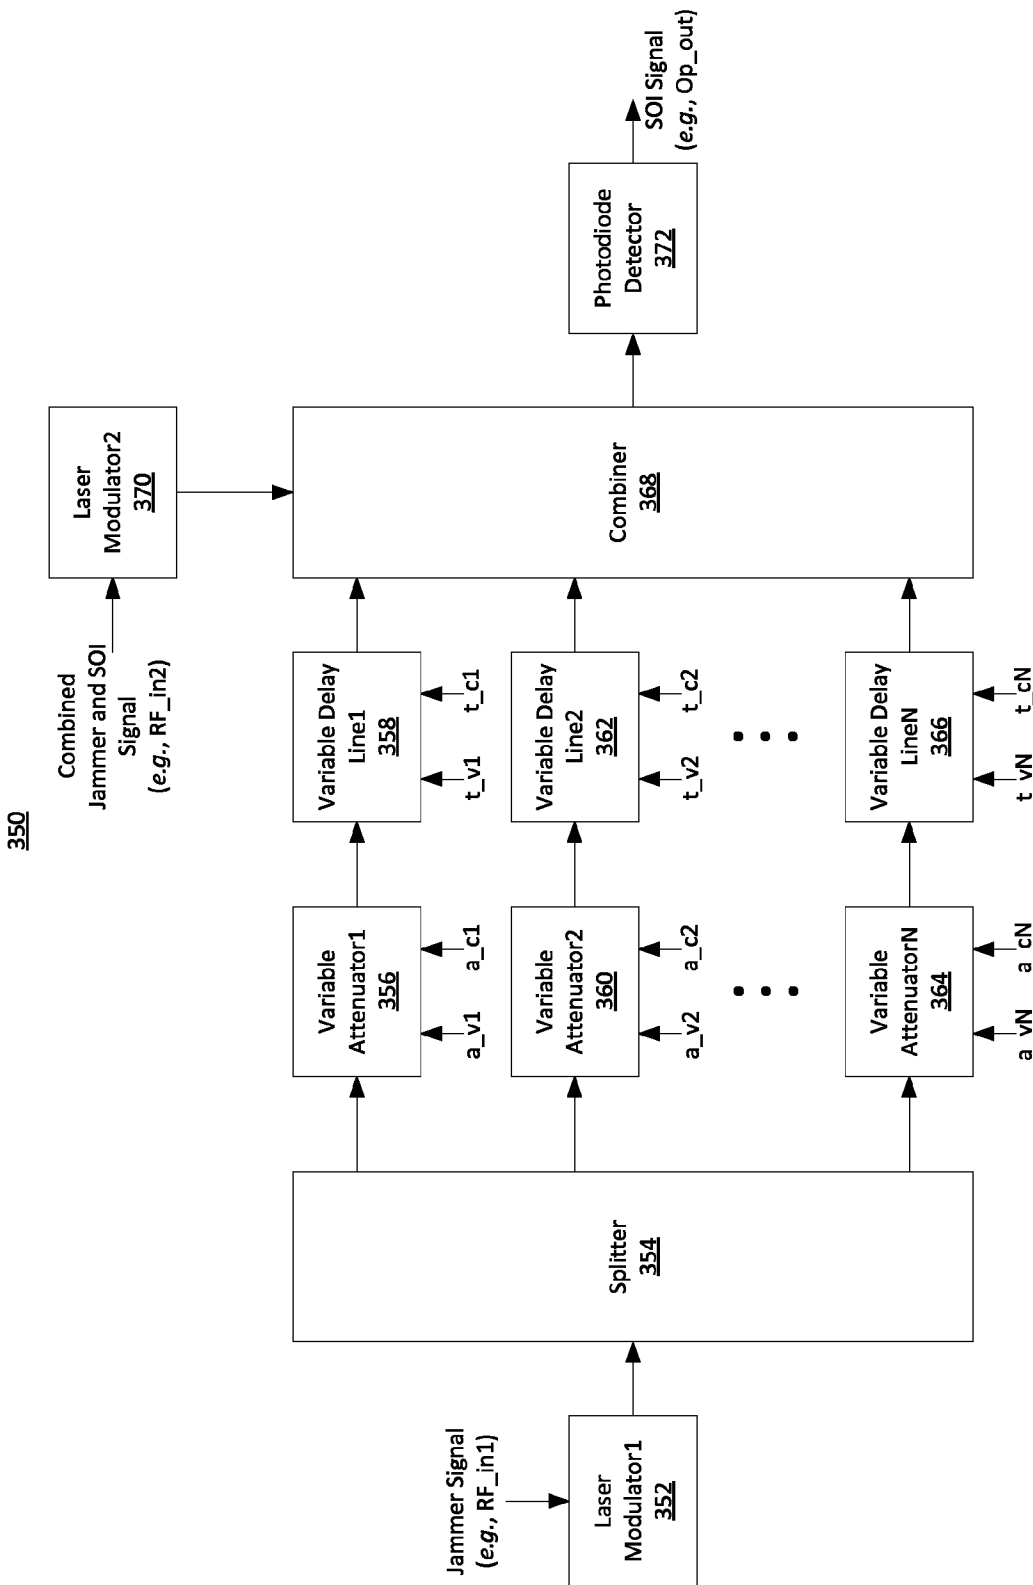 350
Combined
Jammer and SOI
Signal
(e.g., RF_in2)
Laser
Modulator2
370
Jammer Signal
(e.g., RF_in1)
Laser
Modulator1
352
Splitter
354
Variable
Attenuator1
356
a_v1
a_c1
Variable Delay
Line1
358
t_v1
t_c1
Variable
Attenuator2
360
a_v2
a_c2
Variable Delay
Line2
362
t_v2
t_c2
Variable
AttenuatorN
364
a_vN
a_cN
Variable Delay
LineN
366
t_vN
t_cN
Combiner
368
Photodiode
Detector
372
SOI Signal
(e.g., Op_out)